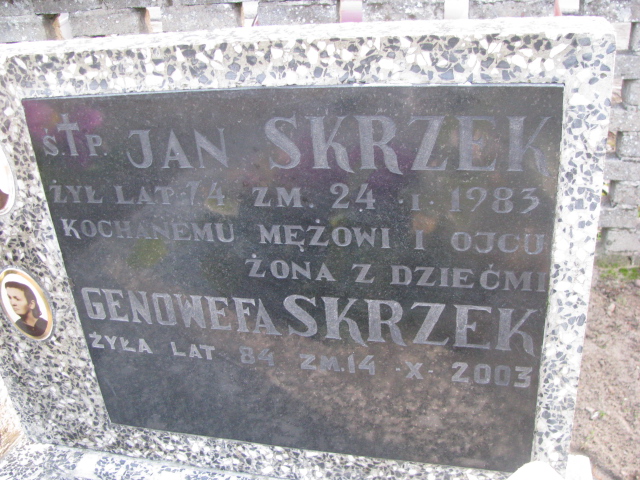 Ś.†P. JAN SKRZEK
ŻYŁ LAT 74 ZM. 24 · I · 1983
KOCHANEMU MĘŻOWI I OJCU
ŻONA Z DZIEĆMI
GENOWEFA SKRZEK
ŻYŁA LAT 84 ZM. 14 · X · 2003